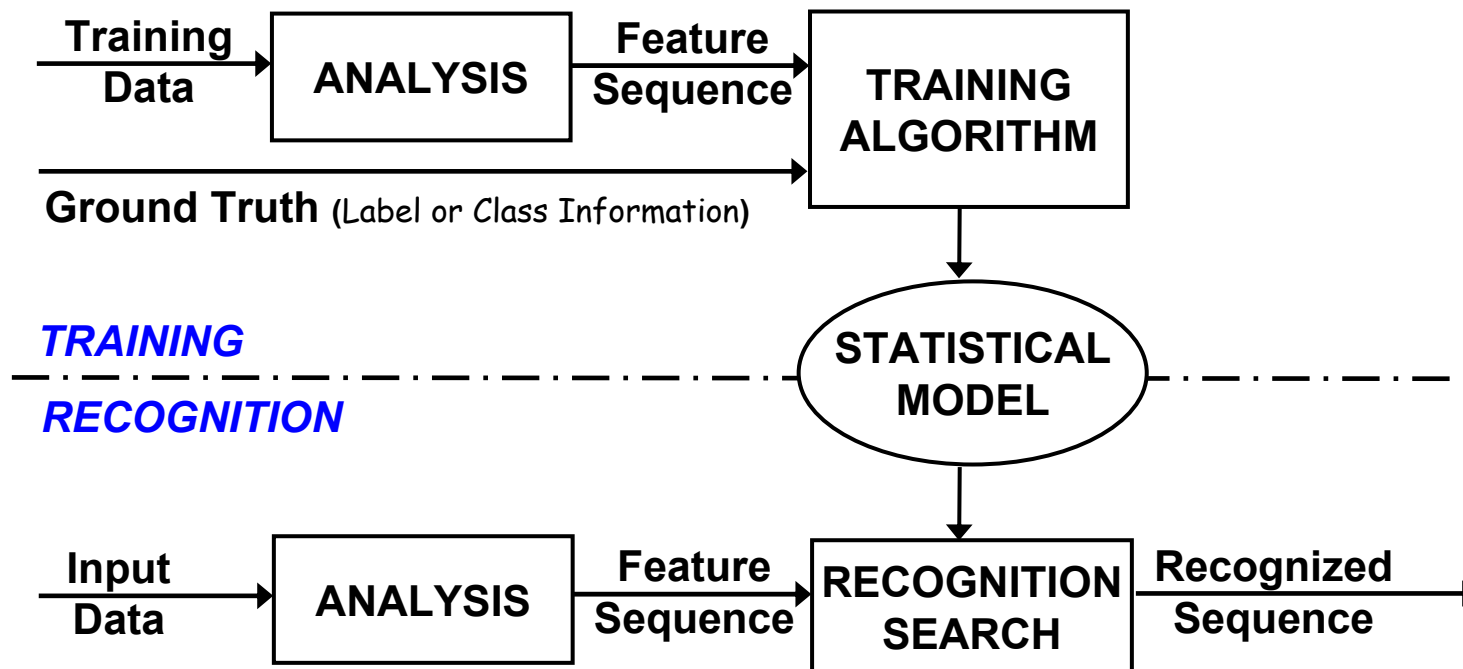 Training
Data
ANALYSIS
Feature
Sequence
TRAINING
ALGORITHM
Ground Truth (Label or Class Information)
TRAINING
STATISTICAL
MODEL
RECOGNITION
Input
Data
ANALYSIS
Feature
Sequence
RECOGNITION
SEARCH
Recognized
Sequence